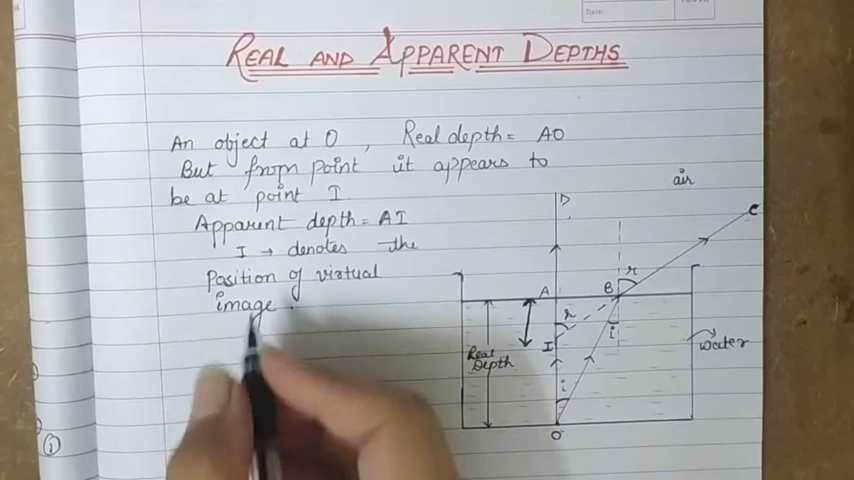 Date:
REAL AND APPARENT DEPTHS
An object at O , Real depth = AO
But from point it appears to
be at point I.
Apparent depth = AI
I → denotes the
Position of virtual
image.
air
D
C
A
B
r
r
i
I
Real
Depth
water
i
O
i